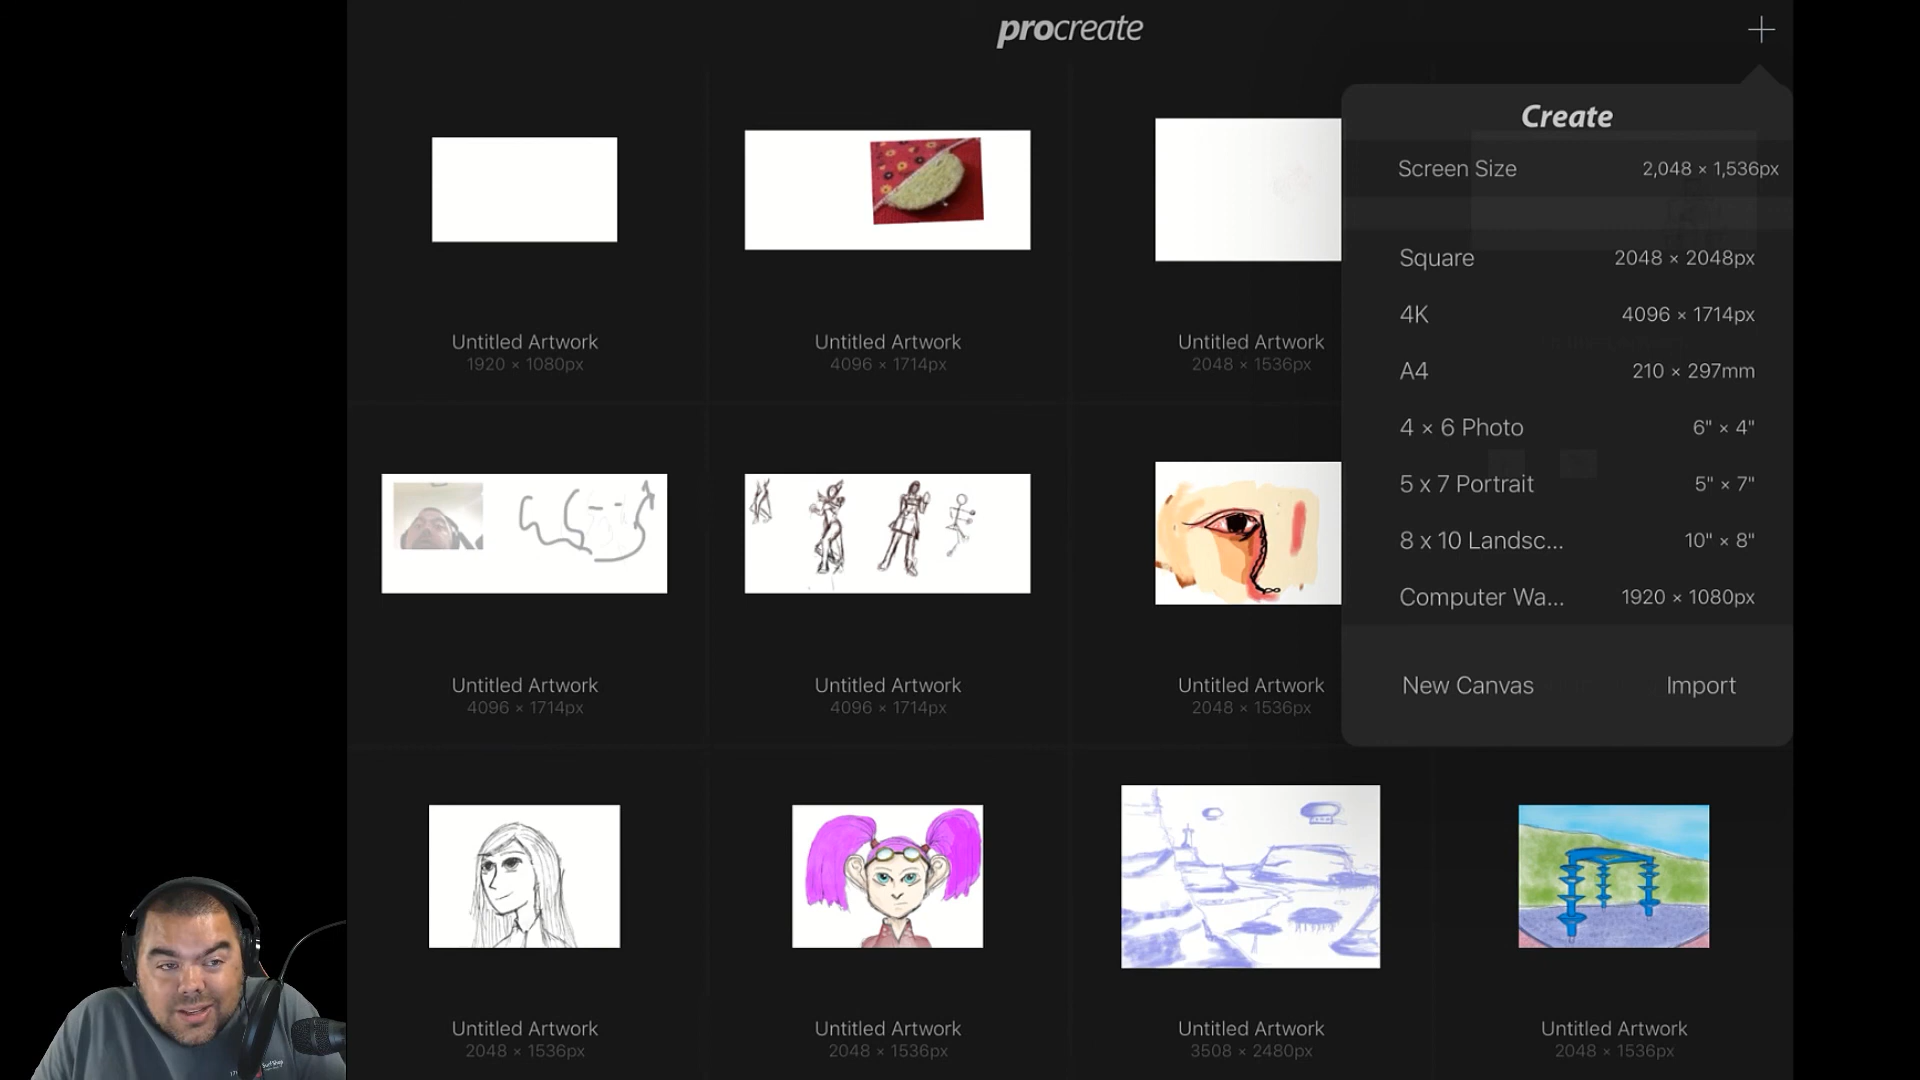 procreate
Create
Screen Size 2,048 × 1,536px
Square 2048 × 2048px
4K 4096 × 1714px
A4 210 × 297mm
4 × 6 Photo 6" × 4"
5 x 7 Portrait 5" × 7"
8 x 10 Landsc... 10" × 8"
Computer Wa... 1920 × 1080px
New Canvas Import
Untitled Artwork
1920 × 1080px
Untitled Artwork
4096 × 1714px
Untitled Artwork
2048 × 1536px
Untitled Artwork
4096 × 1714px
Untitled Artwork
4096 × 1714px
Untitled Artwork
2048 × 1536px
Untitled Artwork
2048 × 1536px
Untitled Artwork
2048 × 1536px
Untitled Artwork
3508 × 2480px
Untitled Artwork
2048 × 1536px